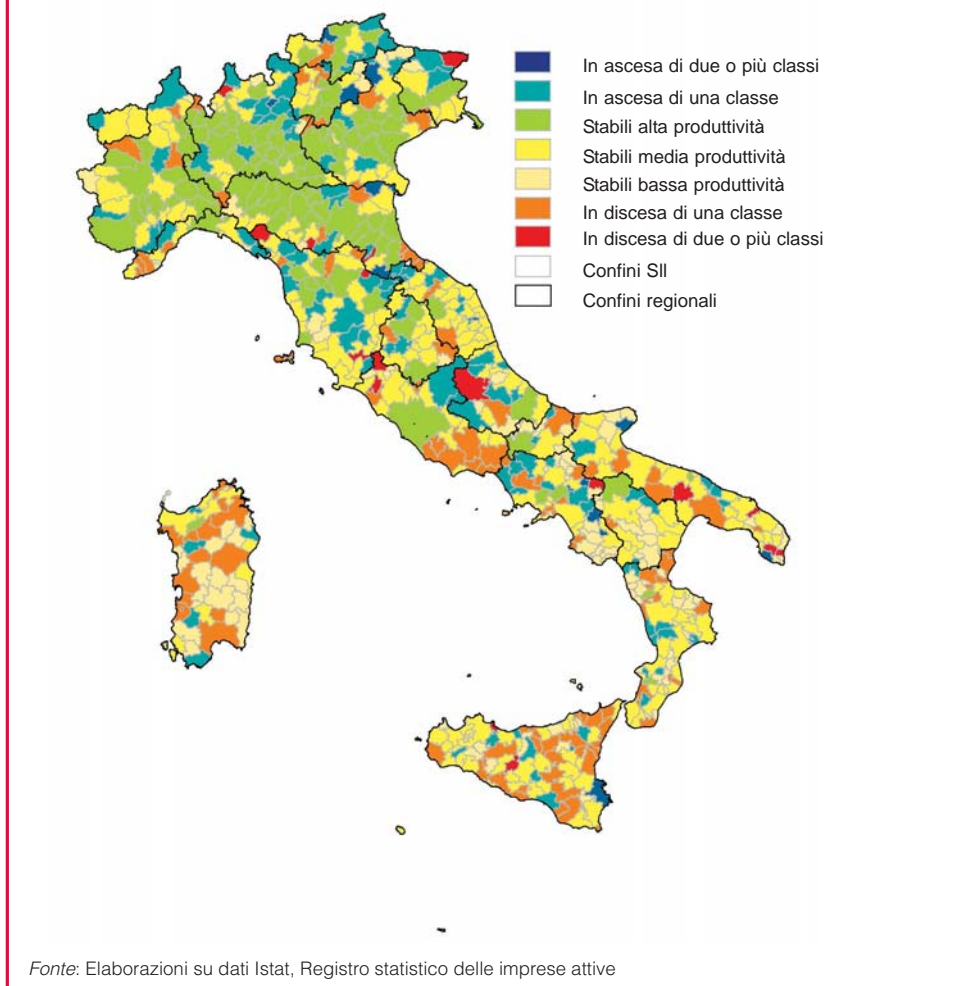 In ascesa di due o più classi
In ascesa di una classe
Stabili alta produttività
Stabili media produttività
Stabili bassa produttività
In discesa di una classe
In discesa di due o più classi
Confini Sll
Confini regionali
Fonte: Elaborazioni su dati Istat, Registro statistico delle imprese attive